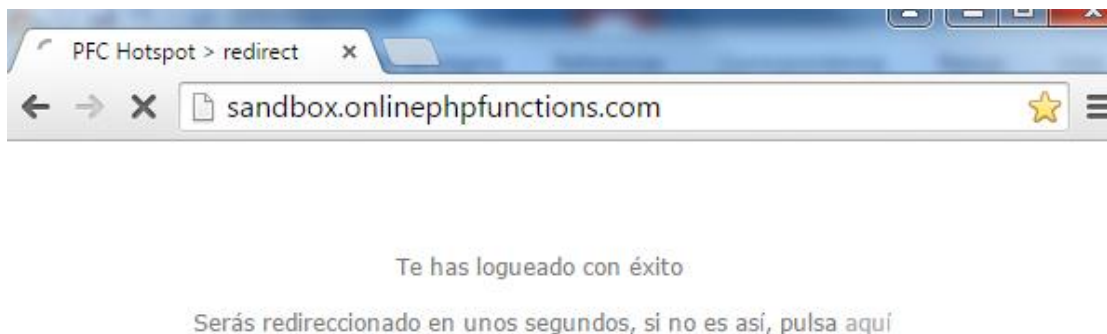 PFC Hotspot > redirect
sandbox.onlinephpfunctions.com
Te has logueado con éxito
Serás redireccionado en unos segundos, si no es así, pulsa aquí